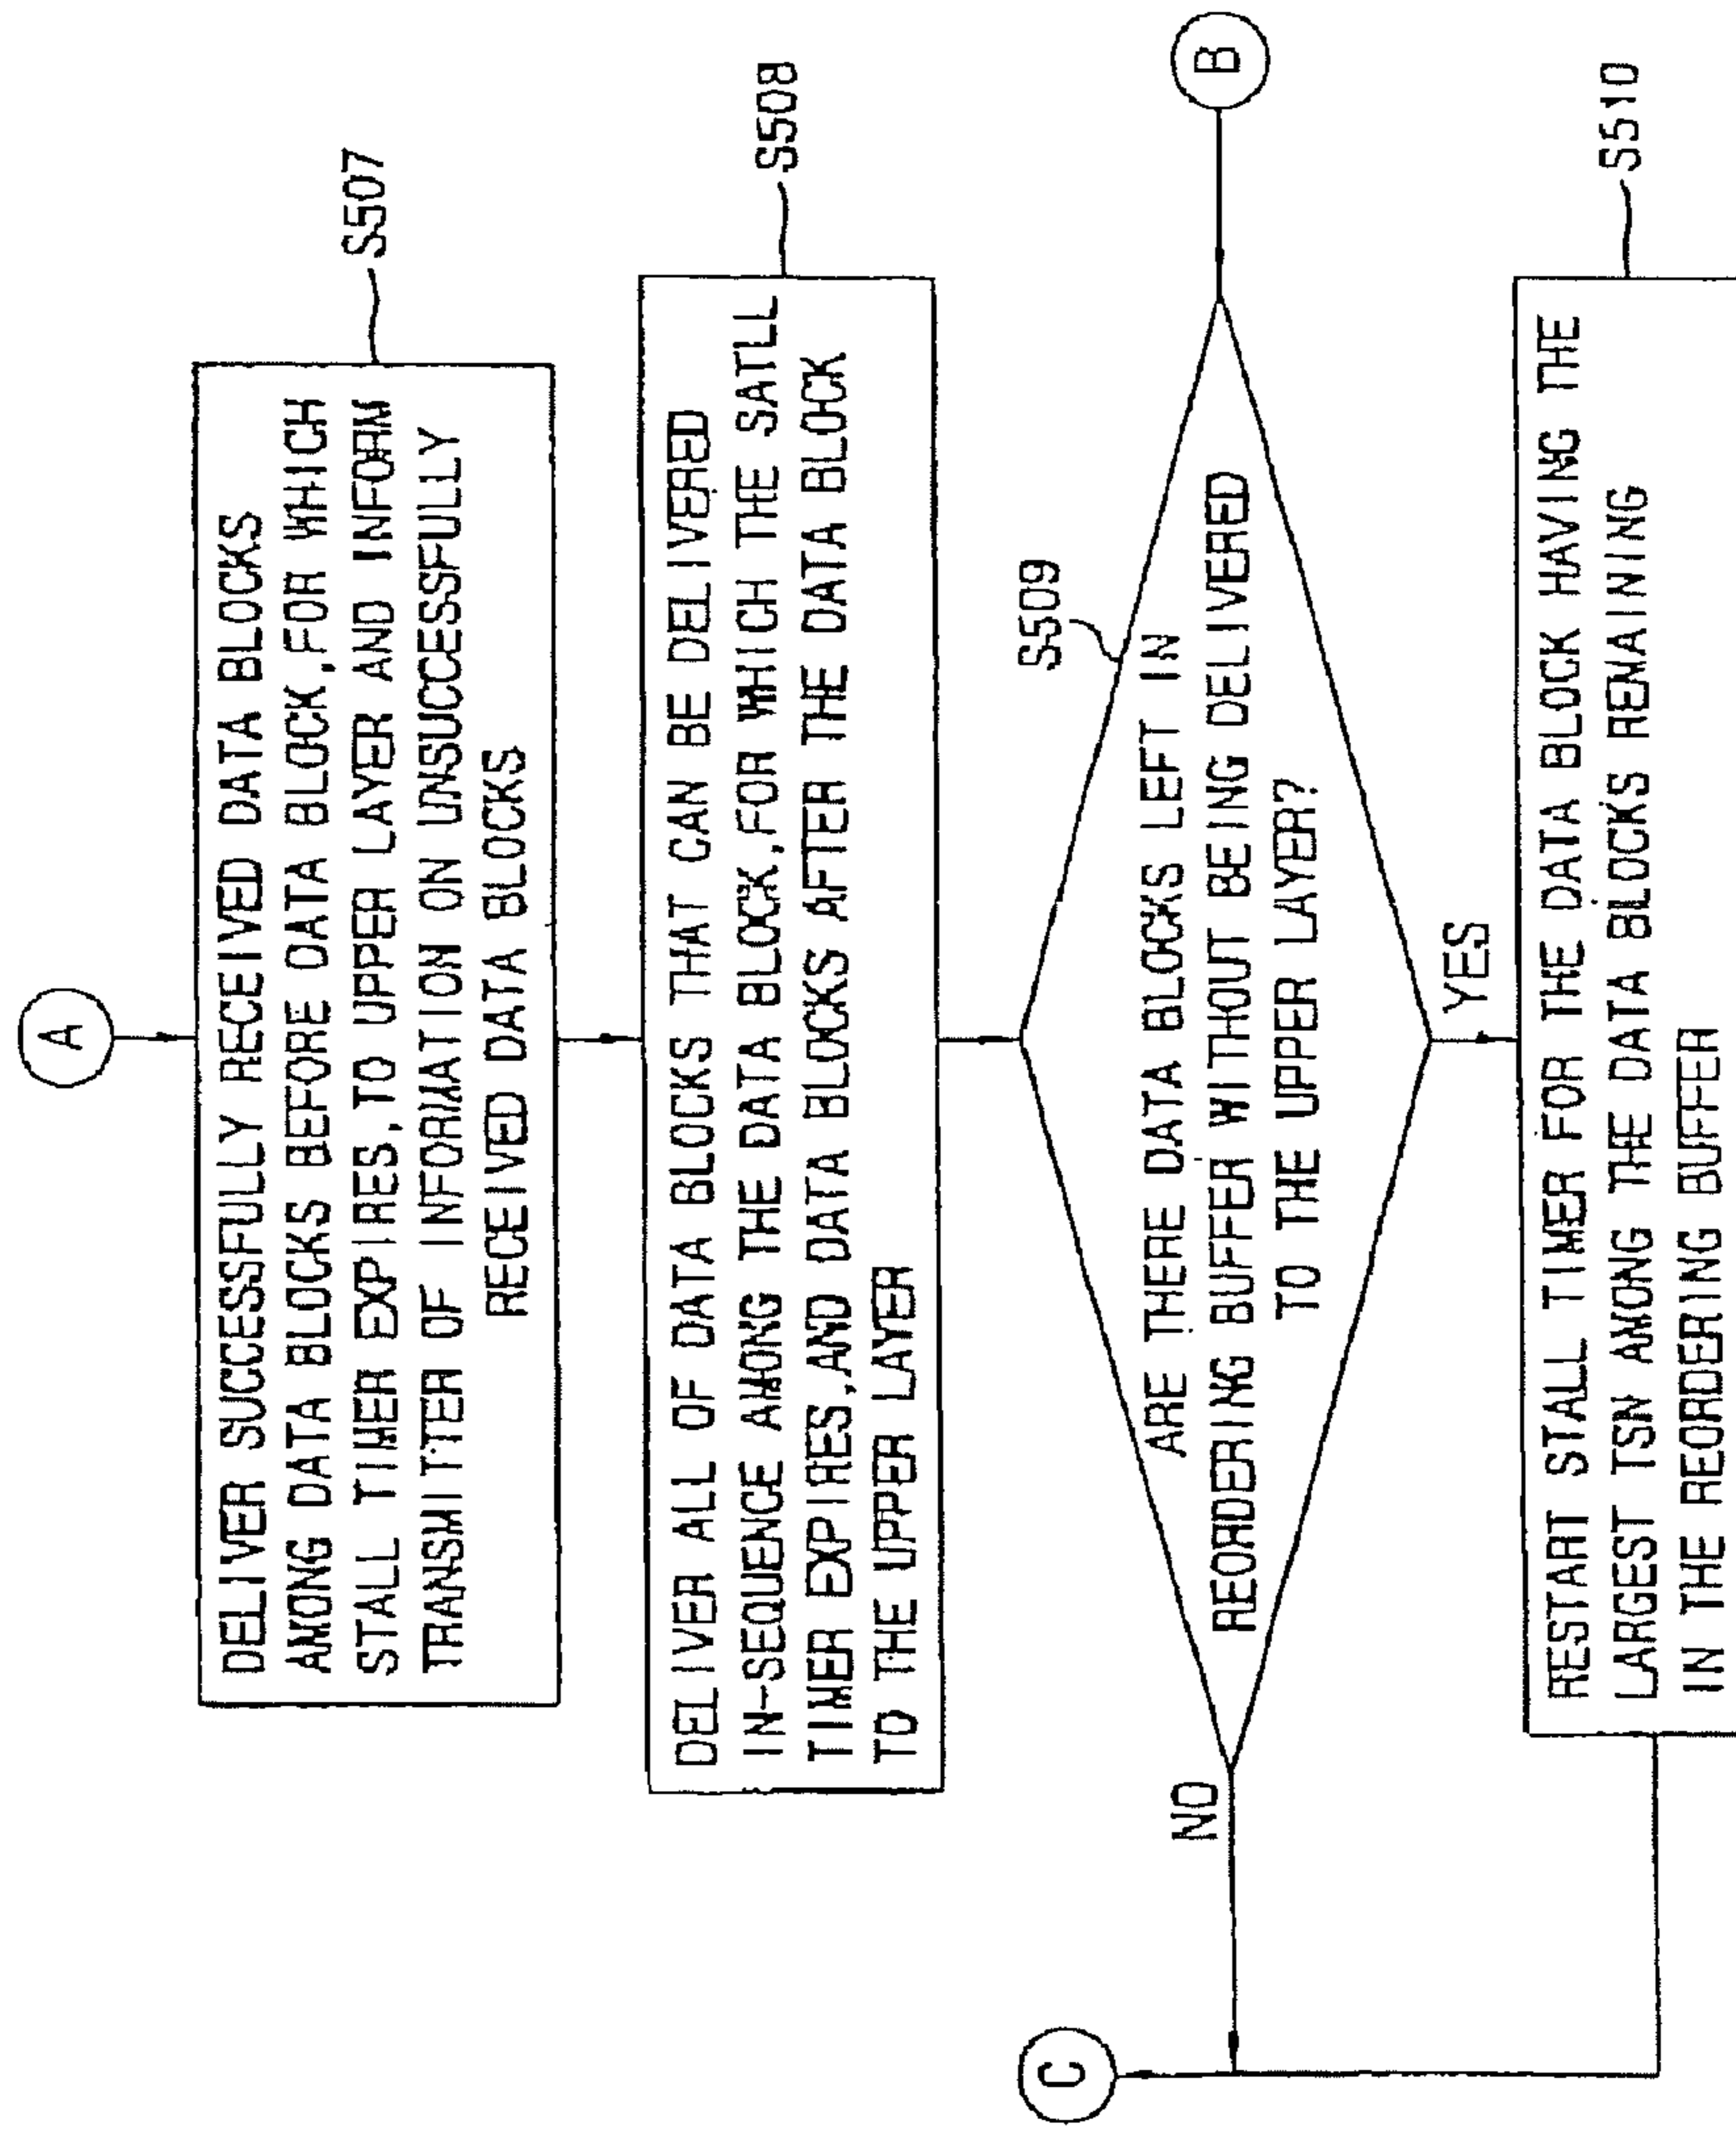 A
DELIVER SUCCESSFULLY RECEIVED DATA BLOCKS
AMONG DATA BLOCKS BEFORE DATA BLOCK,FOR WHICH
STALL TIMER EXPIRES,TO UPPER LAYER AND INFORM
TRANSMITTER OF INFORMATION ON UNSUCCESSFULLY
RECEIVED DATA BLOCKS
S507
DELIVER ALL OF DATA BLOCKS THAT CAN BE DELIVERED
IN-SEQUENCE AMONG THE DATA BLOCK,FOR WHICH THE SATLL
TIMER EXPIRES,AND DATA BLOCKS AFTER THE DATA BLOCK
TO THE UPPER LAYER
S508
S509
ARE THERE DATA BLOCKS LEFT IN
REORDERING BUFFER WITHOUT BEING DELIVERED
TO THE UPPER LAYER?
B
NO
C
YES
RESTART STALL TIMER FOR THE DATA BLOCK HAVING THE
LARGEST TSN AMONG THE DATA BLOCKS REMAINING
IN THE REORDERING BUFFER
S510